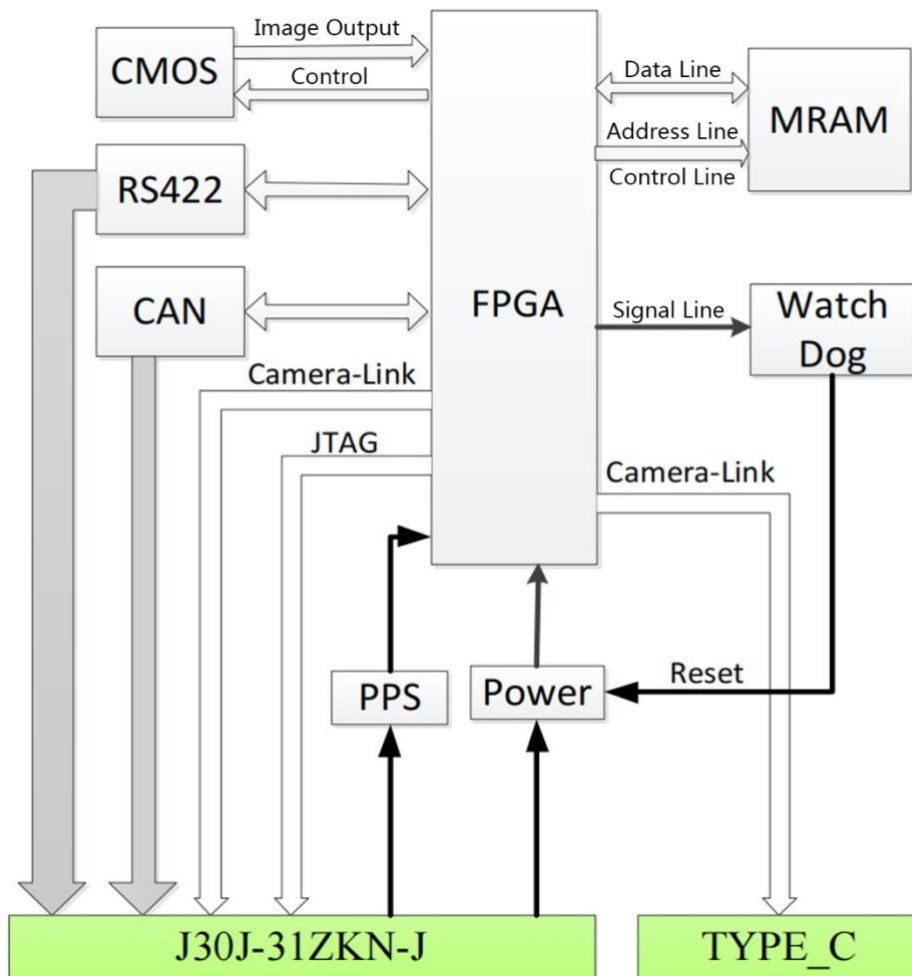 Image Output
CMOS
Control
Data Line
MRAM
Address Line
Control Line
RS422
CAN
FPGA
Signal Line
Watch
Dog
Camera-Link
JTAG
Camera-Link
PPS
Power
Reset
J30J-31ZKN-J
TYPE_C